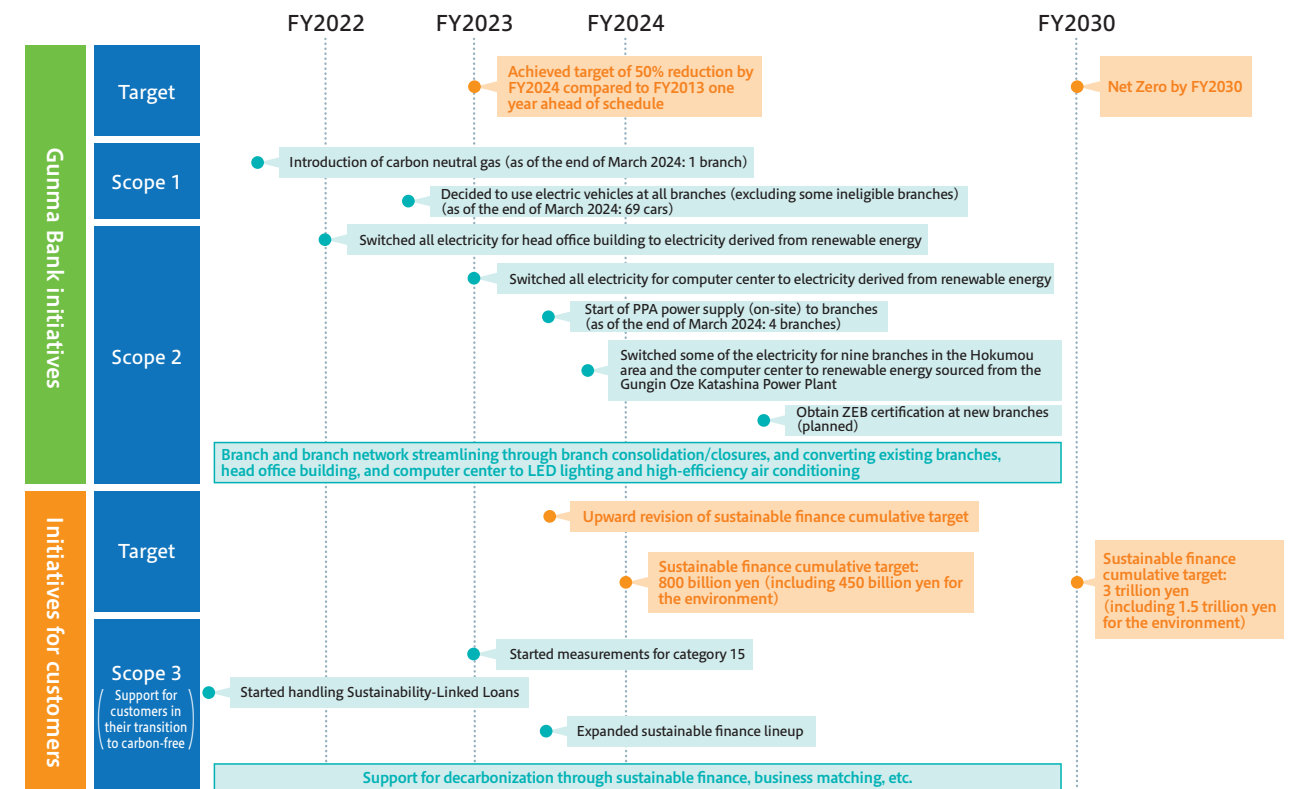 FY2022
FY2023
FY2024
FY2030
Gunma Bank initiatives
Target
Achieved target of 50% reduction by
FY2024 compared to FY2013 one
year ahead of schedule
Net Zero by FY2030
Scope 1
Introduction of carbon neutral gas (as of the end of March 2024: 1 branch)
Decided to use electric vehicles at all branches (excluding some ineligible branches)
(as of the end of March 2024: 69 cars)
Scope 2
Switched all electricity for head office building to electricity derived from renewable energy
Switched all electricity for computer center to electricity derived from renewable energy
Start of PPA power supply (on-site) to branches
(as of the end of March 2024: 4 branches)
Switched some of the electricity for nine branches in the Hokumou
area and the computer center to renewable energy sourced from the
Gungin Oze Katashina Power Plant
Obtain ZEB certification at new branches
(planned)
Branch and branch network streamlining through branch consolidation/closures, and converting existing branches,
head office building, and computer center to LED lighting and high-efficiency air conditioning
Initiatives for customers
Target
Upward revision of sustainable finance cumulative target
Sustainable finance cumulative target:
800 billion yen (including 450 billion yen for
the environment)
Sustainable finance
cumulative target:
3 trillion yen
(including 1.5 trillion yen
for the environment)
Scope 3
(Support for
customers in
their transition
to carbon-free)
Started measurements for category 15
Started handling Sustainability-Linked Loans
Expanded sustainable finance lineup
Support for decarbonization through sustainable finance, business matching, etc.